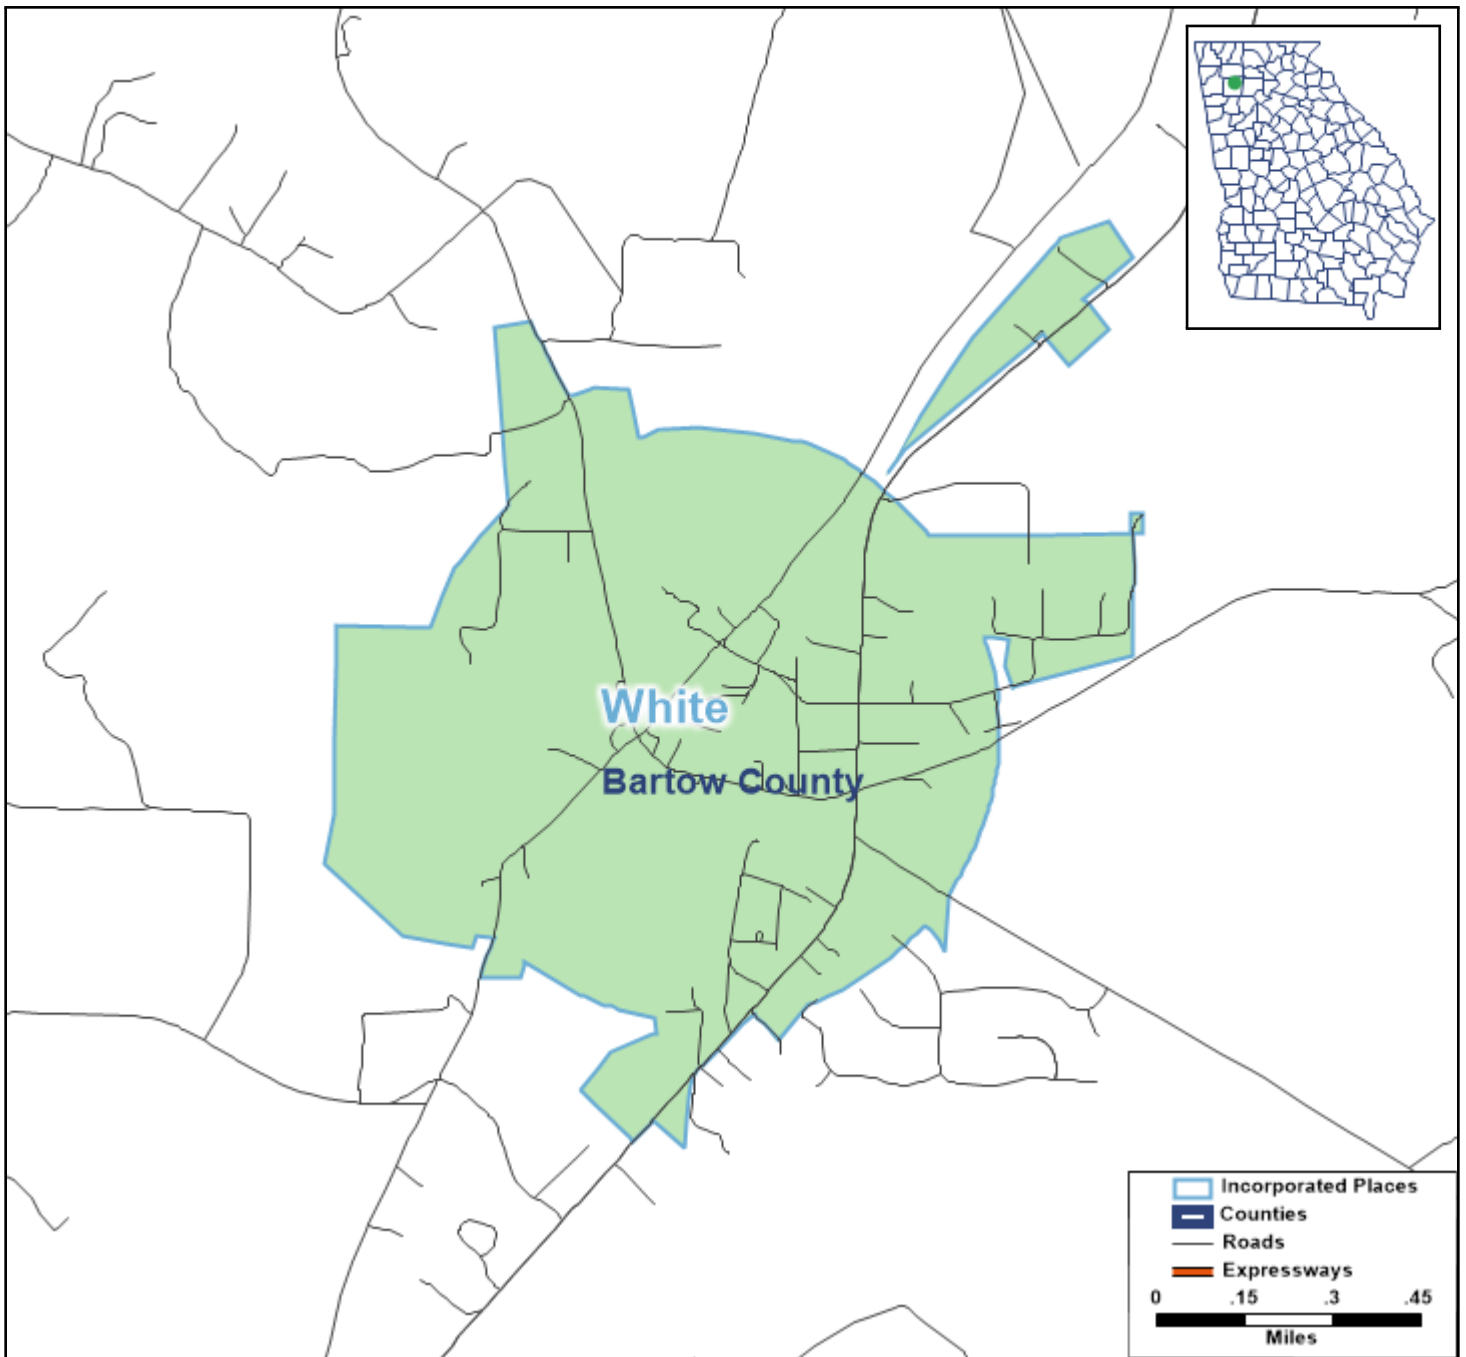 White
Bartow County
Incorporated Places
Counties
Roads
Expressways
0 .15 .3 .45
Miles